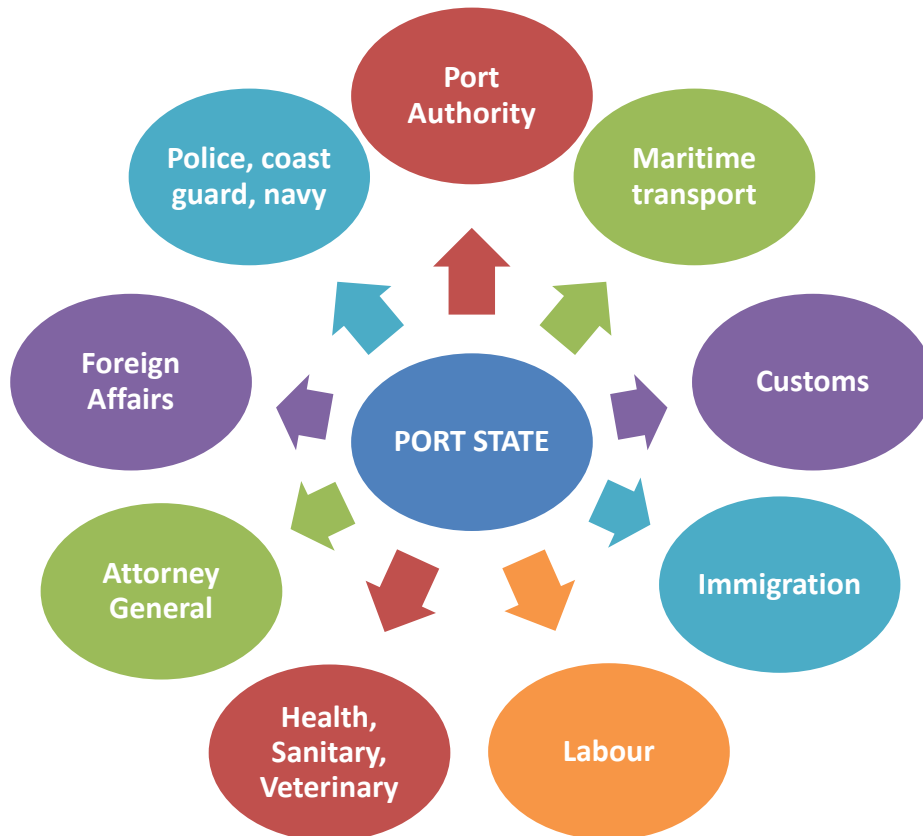 Port
Authority
Maritime
transport
Customs
Immigration
Labour
Health,
Sanitary,
Veterinary
Attorney
General
Foreign
Affairs
Police, coast
guard, navy
PORT STATE